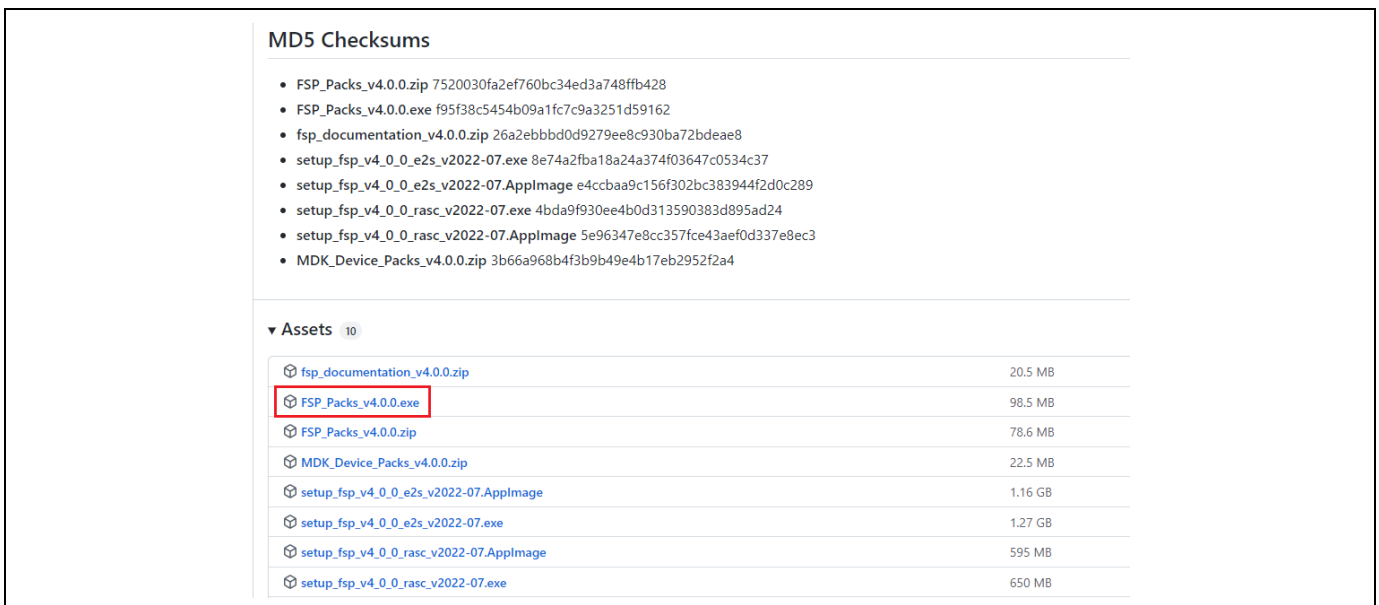 MD5 Checksums
• FSP_Packs_v4.0.0.zip 7520030fa2ef760bc34ed3a748ffb428
• FSP_Packs_v4.0.0.exe f95f38c5454b09a1fc7c9a3251d59162
• fsp_documentation_v4.0.0.zip 26a2ebbbd0d9279ee8c930ba72bdeae8
• setup_fsp_v4_0_0_e2s_v2022-07.exe 8e74a2fba18a24a374f03647c0534c37
• setup_fsp_v4_0_0_e2s_v2022-07.AppImage e4ccbaa9c156f302bc383944f2d0c289
• setup_fsp_v4_0_0_rasc_v2022-07.exe 4bda9f930ee4b0d313590383d895ad24
• setup_fsp_v4_0_0_rasc_v2022-07.AppImage 5e96347e8cc357fce43aef0d337e8ec3
• MDK_Device_Packs_v4.0.0.zip 3b66a968b4f3b9b49e4b17eb2952f2a4
▾ Assets 10
fsp_documentation_v4.0.0.zip 20.5 MB
FSP_Packs_v4.0.0.exe 98.5 MB
FSP_Packs_v4.0.0.zip 78.6 MB
MDK_Device_Packs_v4.0.0.zip 22.5 MB
setup_fsp_v4_0_0_e2s_v2022-07.AppImage 1.16 GB
setup_fsp_v4_0_0_e2s_v2022-07.exe 1.27 GB
setup_fsp_v4_0_0_rasc_v2022-07.AppImage 595 MB
setup_fsp_v4_0_0_rasc_v2022-07.exe 650 MB